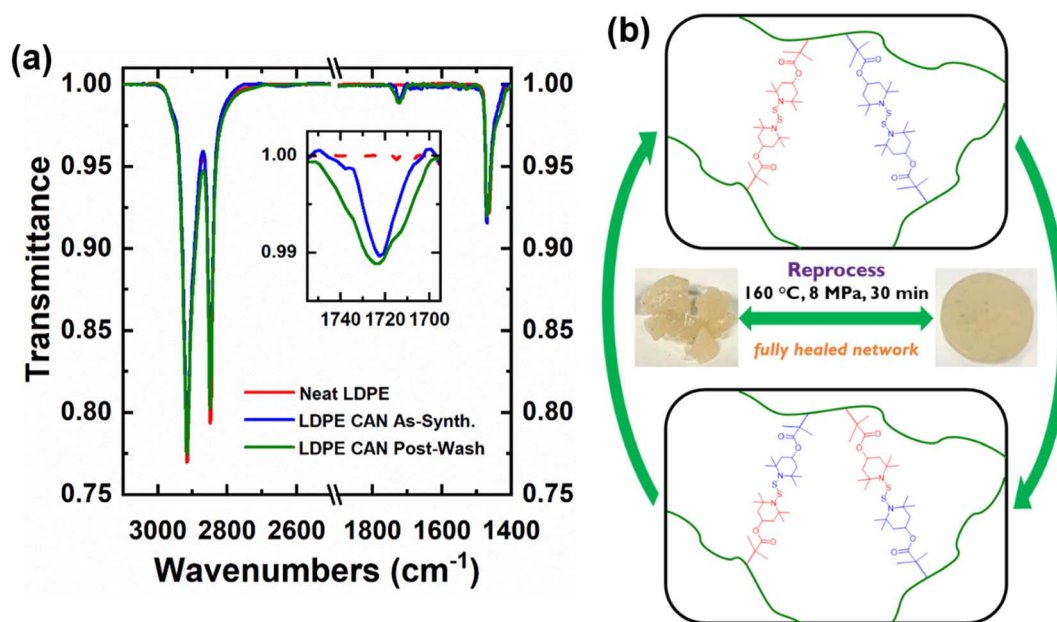 (a)
1.00
0.95
0.90
0.85
0.80
0.75
1.00
0.95
0.90
0.85
0.80
0.75
Transmittance
1.00
0.99
1740 1720 1700
Neat LDPE
LDPE CAN As-Synth.
LDPE CAN Post-Wash
3000 2800 2600 1800 1600 1400
Wavenumbers (cm⁻¹)
(b)
O O
O O
N N
S S
S S
N N
O O
O O
Reprocess
160 °C, 8 MPa, 30 min
fully healed network
O O
O O
N N
S S
S S
N N
O O
O O